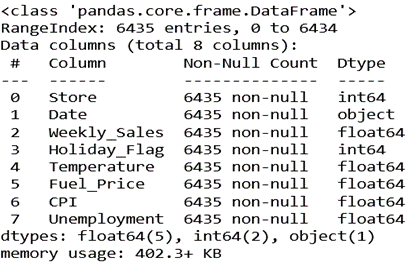 <class 'pandas.core.frame.DataFrame'>
RangeIndex: 6435 entries, 0 to 6434
Data columns (total 8 columns):
 #   Column        Non-Null Count  Dtype
---  ------        --------------  -----
 0   Store         6435 non-null   int64
 1   Date          6435 non-null   object
 2   Weekly_Sales  6435 non-null   float64
 3   Holiday_Flag  6435 non-null   int64
 4   Temperature   6435 non-null   float64
 5   Fuel_Price    6435 non-null   float64
 6   CPI           6435 non-null   float64
 7   Unemployment  6435 non-null   float64
dtypes: float64(5), int64(2), object(1)
memory usage: 402.3+ KB